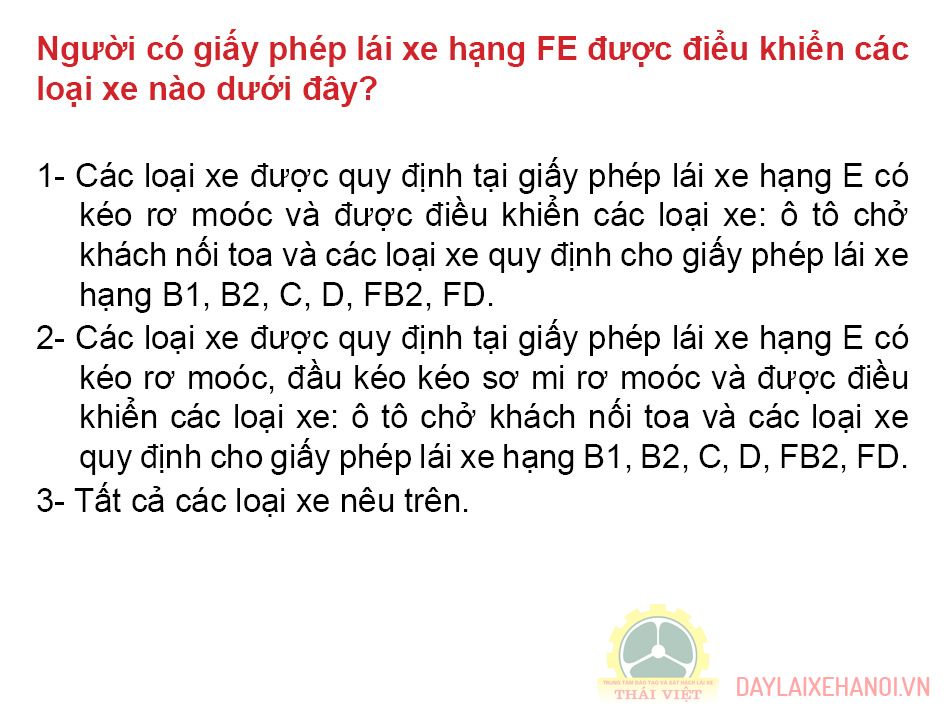 Người có giấy phép lái xe hạng FE được điểu khiển các
loại xe nào dưới đây?
1- Các loại xe được quy định tại giấy phép lái xe hạng E có
kéo rơ moóc và được điều khiển các loại xe: ô tô chở
khách nối toa và các loại xe quy định cho giấy phép lái xe
hạng B1, B2, C, D, FB2, FD.
2- Các loại xe được quy định tại giấy phép lái xe hạng E có
kéo rơ moóc, đầu kéo kéo sơ mi rơ moóc và được điều
khiển các loại xe: ô tô chở khách nối toa và các loại xe
quy định cho giấy phép lái xe hạng B1, B2, C, D, FB2, FD.
3- Tất cả các loại xe nêu trên.
TRUNG TÂM ĐÀO TẠO VÀ SÁT HẠCH LÁI XE
THÁI VIỆT
DAYLAIXEHANOI.VN